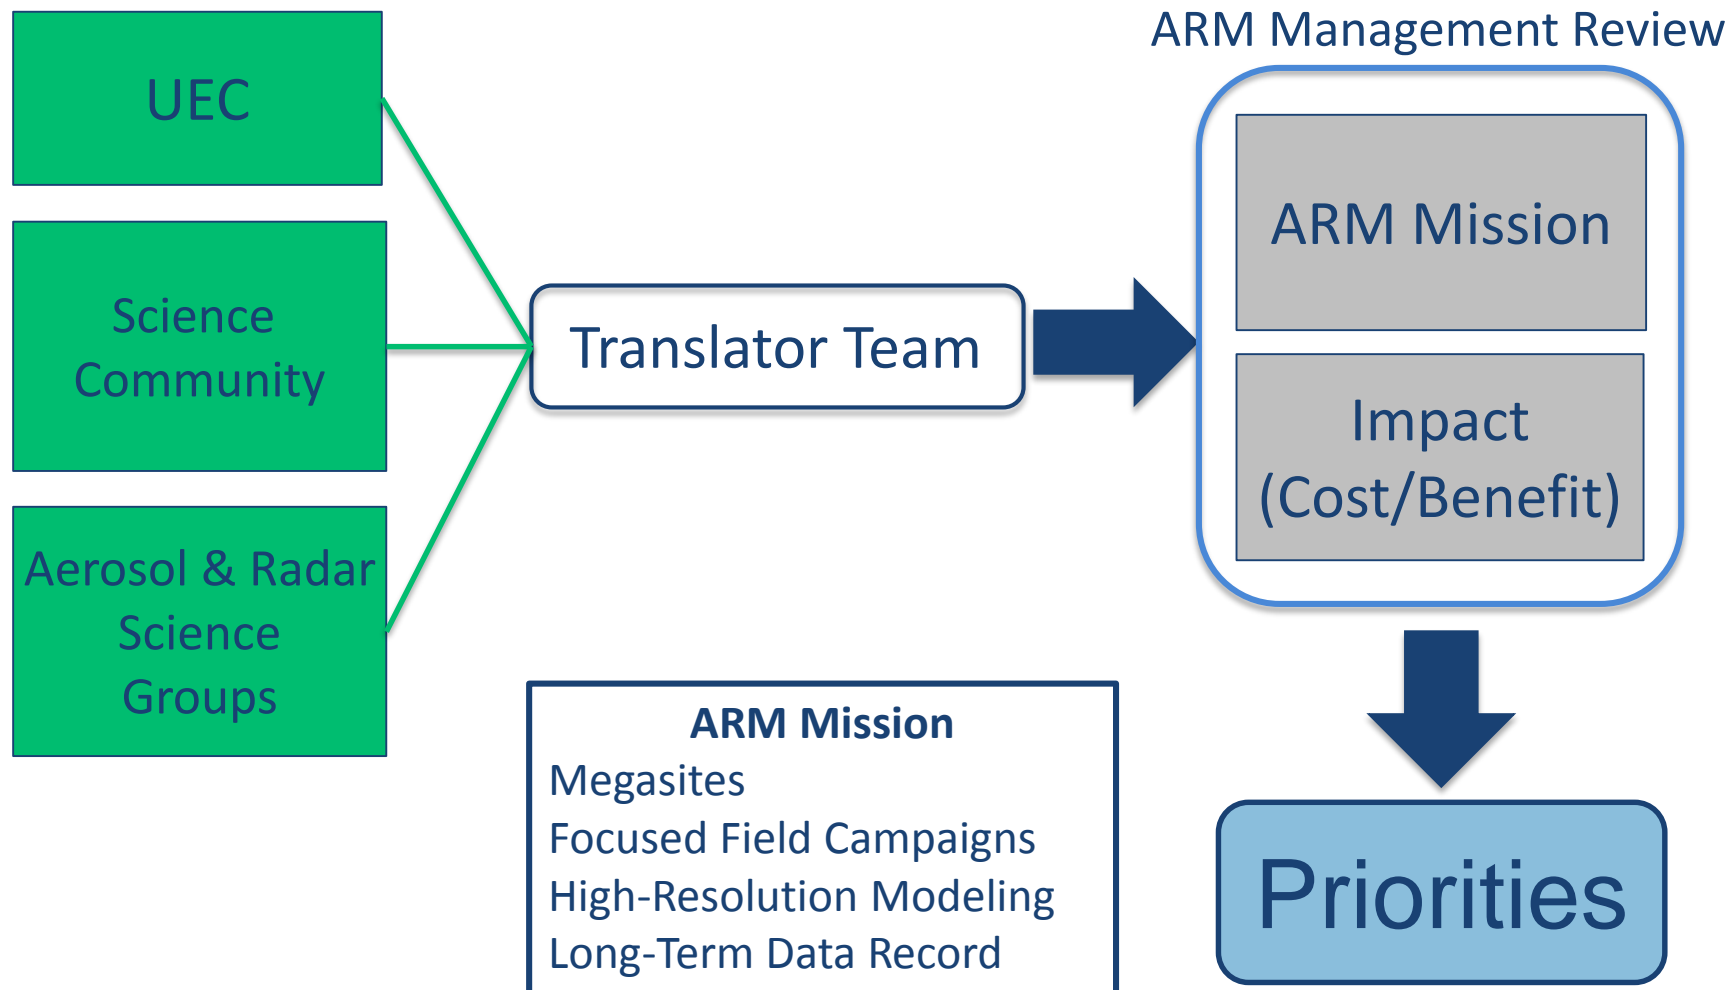 ARM Management Review
UEC
Science
Community
Aerosol & Radar
Science
Groups
Translator Team
ARM Mission
Impact
(Cost/Benefit)
ARM Mission
Megasites
Focused Field Campaigns
High-Resolution Modeling
Long-Term Data Record
Priorities